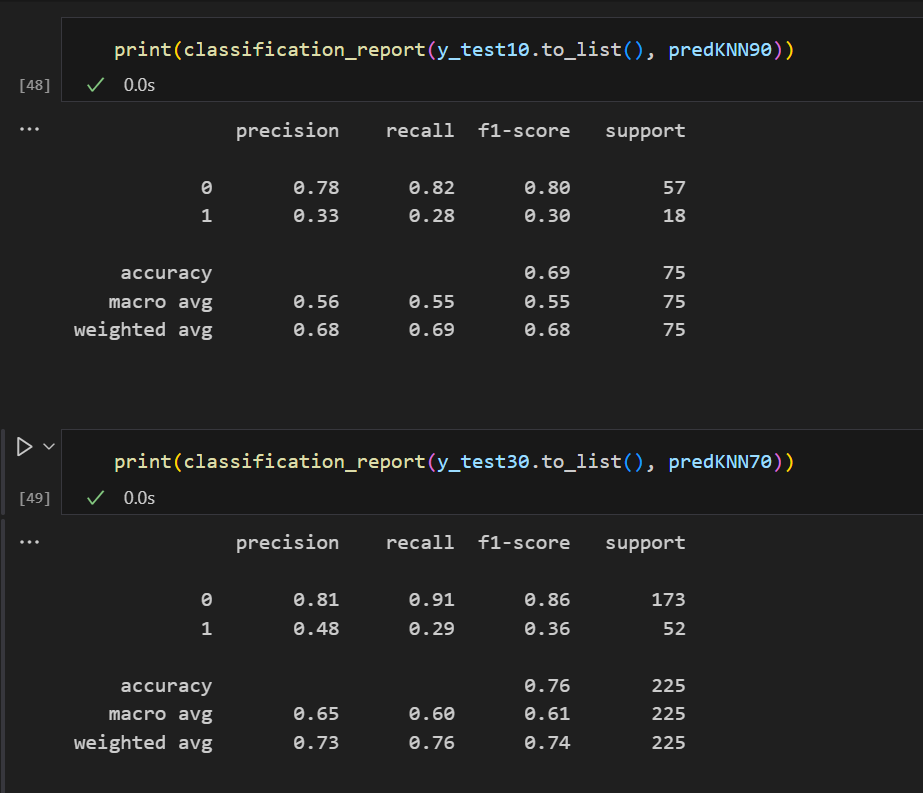 print(classification_report(y_test10.to_list(), predKNN90))
[48] 0.0s
... precision recall f1-score support
0 0.78 0.82 0.80 57
1 0.33 0.28 0.30 18
accuracy 0.69 75
macro avg 0.56 0.55 0.55 75
weighted avg 0.68 0.69 0.68 75
print(classification_report(y_test30.to_list(), predKNN70))
[49] 0.0s
... precision recall f1-score support
0 0.81 0.91 0.86 173
1 0.48 0.29 0.36 52
accuracy 0.76 225
macro avg 0.65 0.60 0.61 225
weighted avg 0.73 0.76 0.74 225